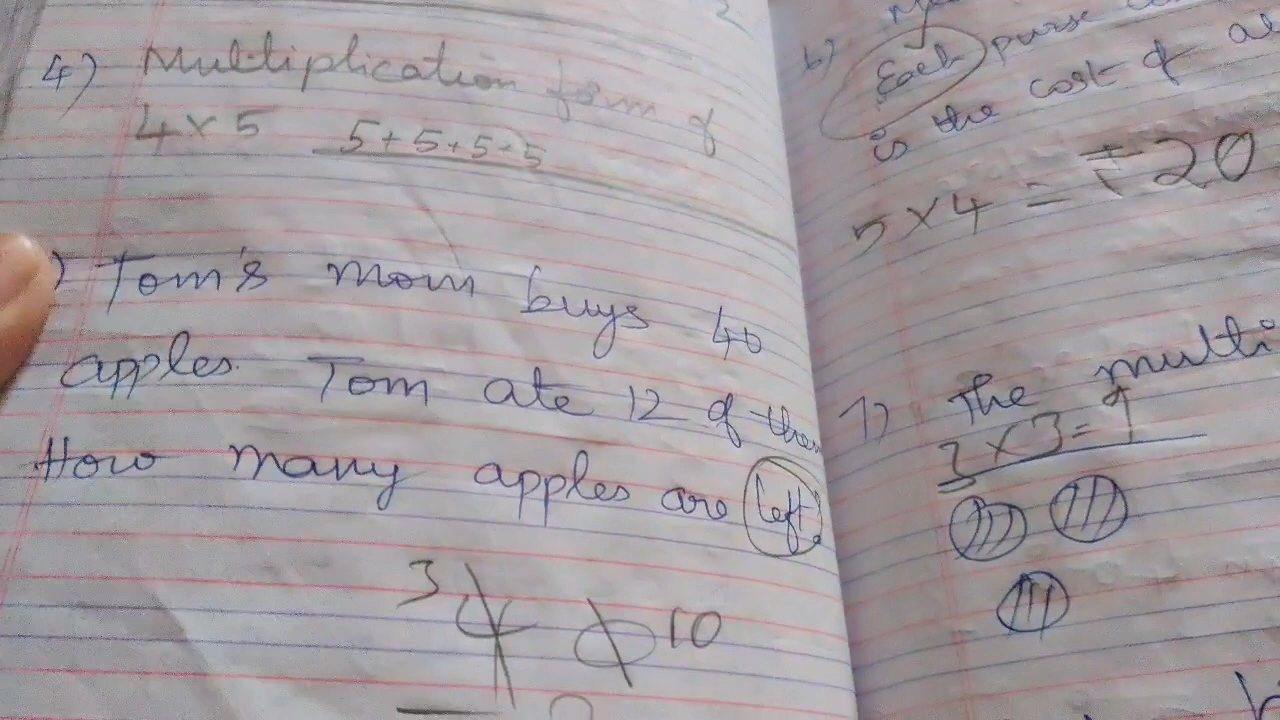 4) Multiplication form of
4 x 5 5+5+5+5
) Tom's mom buys 40
apples. Tom ate 12 of them
How many apples are left?
3 4 0 10
6)
Each purse
is the cost of
5 x 4 = ₹20
7) The multi
3 x 3 = 9